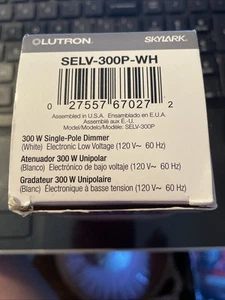 LUTRON SKYLARK
SELV-300P-WH
0 27557 67027 2
Assembled in U.S.A. Ensamblado en E.U.A.
Assemblé aux É.-U.
Model/Modelo/Modèle: SELV-300P
300 W Single-Pole Dimmer
(White) Electronic Low Voltage (120 V~ 60 Hz)
Atenuador 300 W Unipolar
(Blanco) Electrónico de bajo voltaje (120 V~ 60 Hz)
Gradateur 300 W Unipolaire
(Blanc) Électronique à basse tension (120 V~ 60 Hz)